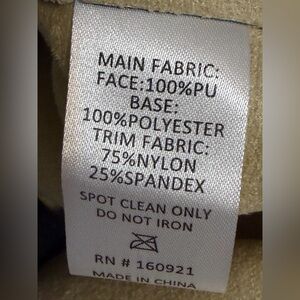 MAIN FABRIC:
FACE:100%PU
BASE:
100%POLYESTER
TRIM FABRIC:
75%NYLON
25%SPANDEX
SPOT CLEAN ONLY
DO NOT IRON
RN # 160921
MADE IN CHINA